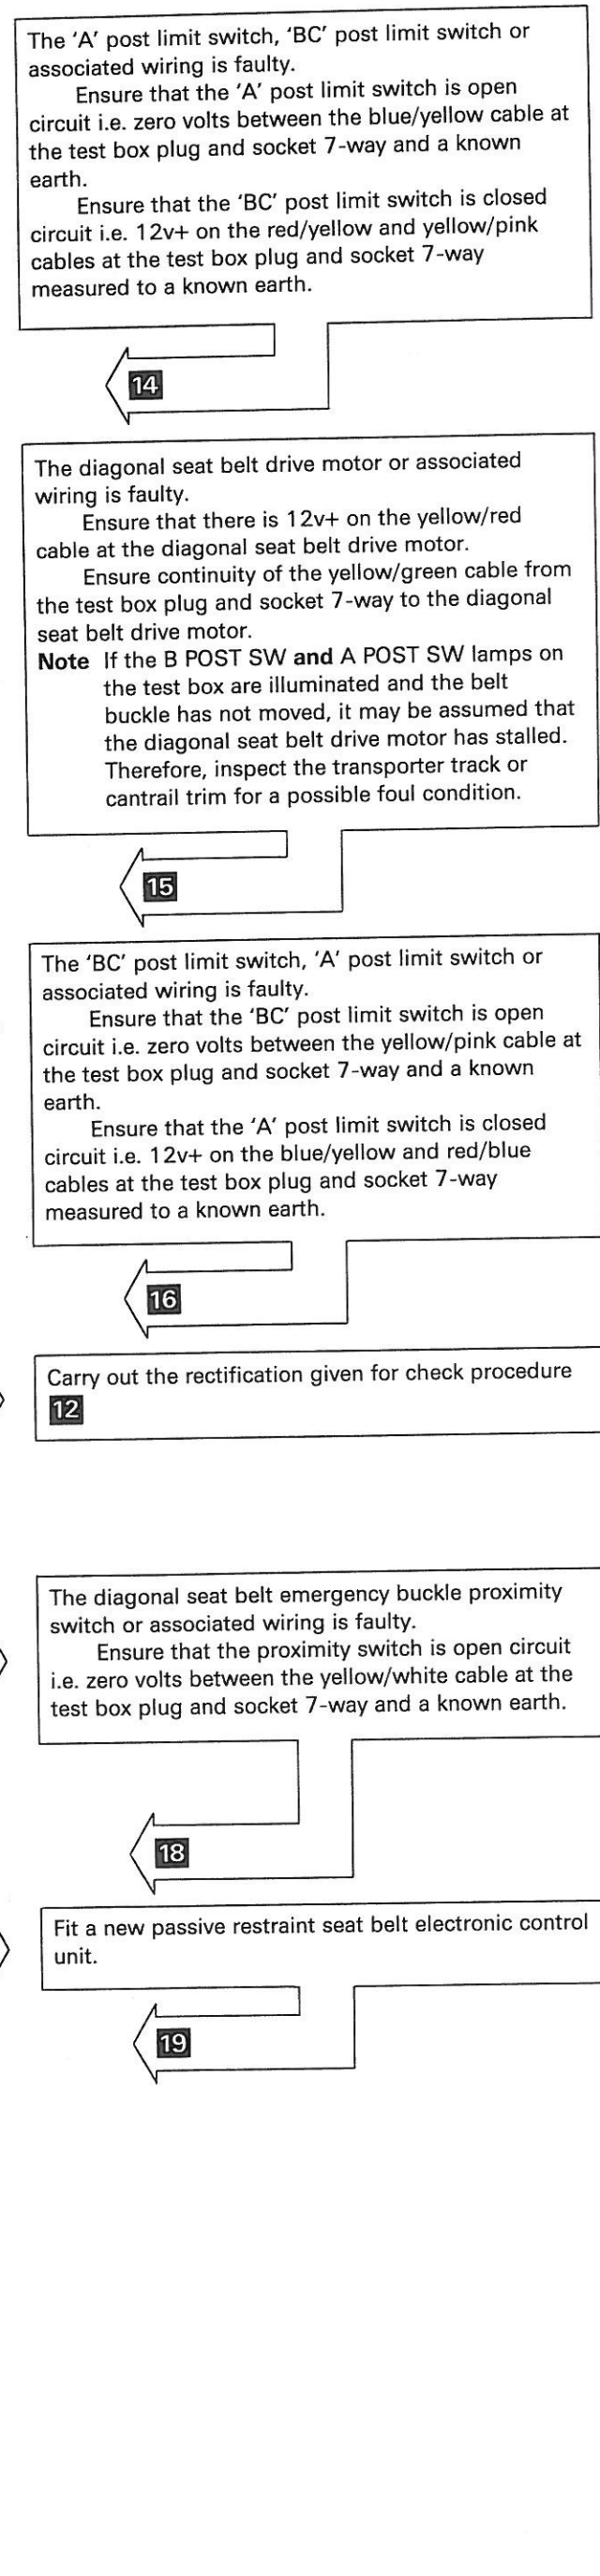 The ‘A’ post limit switch, ‘BC’ post limit switch or
associated wiring is faulty.
Ensure that the ‘A’ post limit switch is open
circuit i.e. zero volts between the blue/yellow cable at
the test box plug and socket 7-way and a known
earth.
Ensure that the ‘BC’ post limit switch is closed
circuit i.e. 12v+ on the red/yellow and yellow/pink
cables at the test box plug and socket 7-way
measured to a known earth.
14
The diagonal seat belt drive motor or associated
wiring is faulty.
Ensure that there is 12v+ on the yellow/red
cable at the diagonal seat belt drive motor.
Ensure continuity of the yellow/green cable from
the test box plug and socket 7-way to the diagonal
seat belt drive motor.
Note If the B POST SW and A POST SW lamps on
the test box are illuminated and the belt
buckle has not moved, it may be assumed that
the diagonal seat belt drive motor has stalled.
Therefore, inspect the transporter track or
cantrail trim for a possible foul condition.
15
The ‘BC’ post limit switch, ‘A’ post limit switch or
associated wiring is faulty.
Ensure that the ‘BC’ post limit switch is open
circuit i.e. zero volts between the yellow/pink cable at
the test box plug and socket 7-way and a known
earth.
Ensure that the ‘A’ post limit switch is closed
circuit i.e. 12v+ on the blue/yellow and red/blue
cables at the test box plug and socket 7-way
measured to a known earth.
16
Carry out the rectification given for check procedure
12
The diagonal seat belt emergency buckle proximity
switch or associated wiring is faulty.
Ensure that the proximity switch is open circuit
i.e. zero volts between the yellow/white cable at the
test box plug and socket 7-way and a known earth.
18
Fit a new passive restraint seat belt electronic control
unit.
19